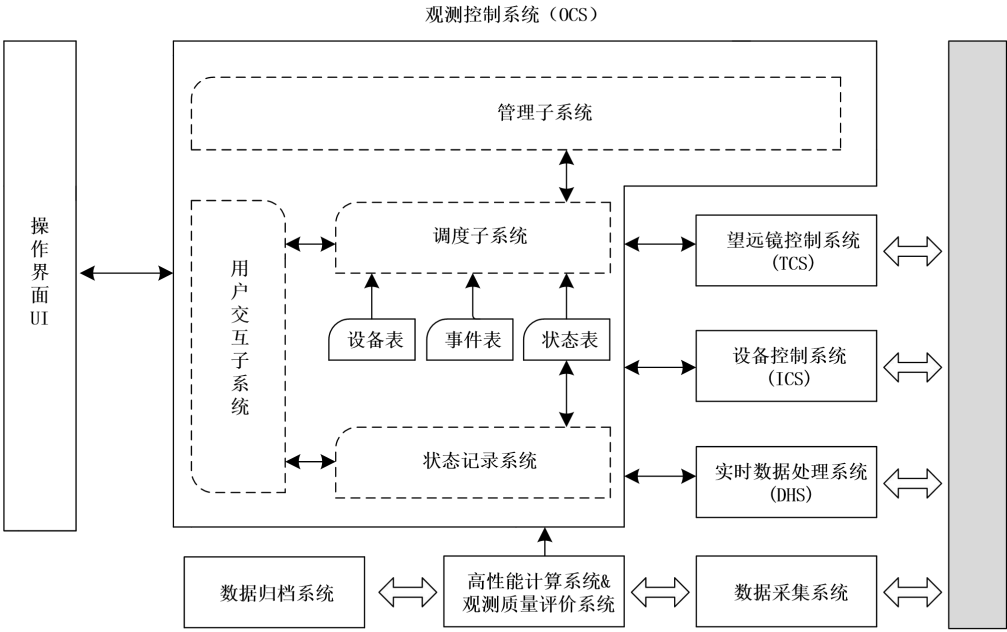 观测控制系统（OCS）
管理子系统
操作界面UI
用户交互子系统
调度子系统
望远镜控制系统
(TCS)
设备表
事件表
状态表
设备控制系统
(ICS)
状态记录系统
实时数据处理系统
(DHS)
数据归档系统
高性能计算系统&
观测质量评价系统
数据采集系统